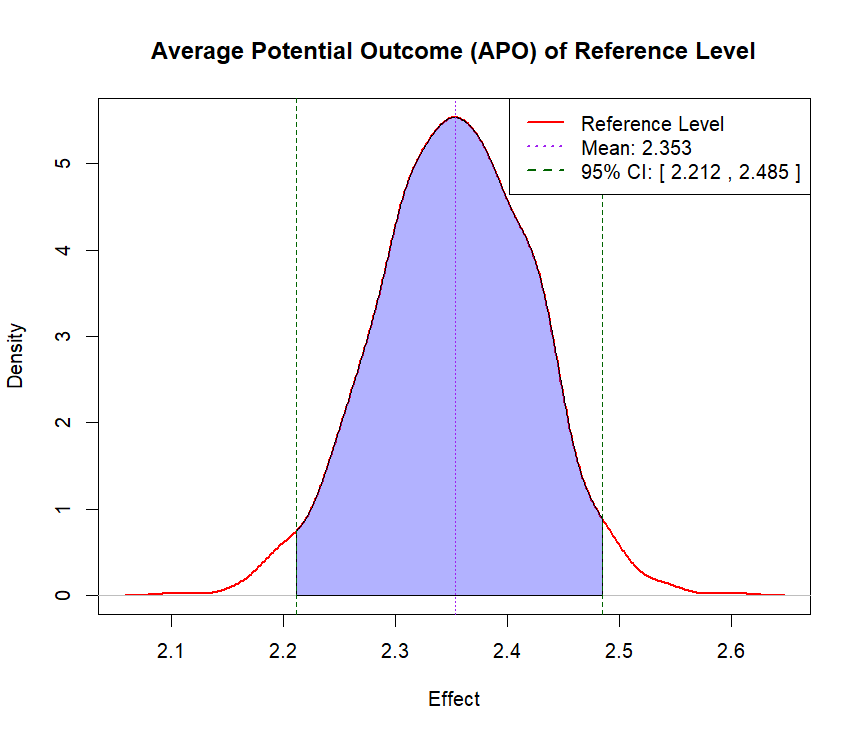 Average Potential Outcome (APO) of Reference Level
Reference Level
Mean: 2.353
95% CI: [ 2.212 , 2.485 ]
Density
5
4
3
2
1
0
2.1 2.2 2.3 2.4 2.5 2.6
Effect